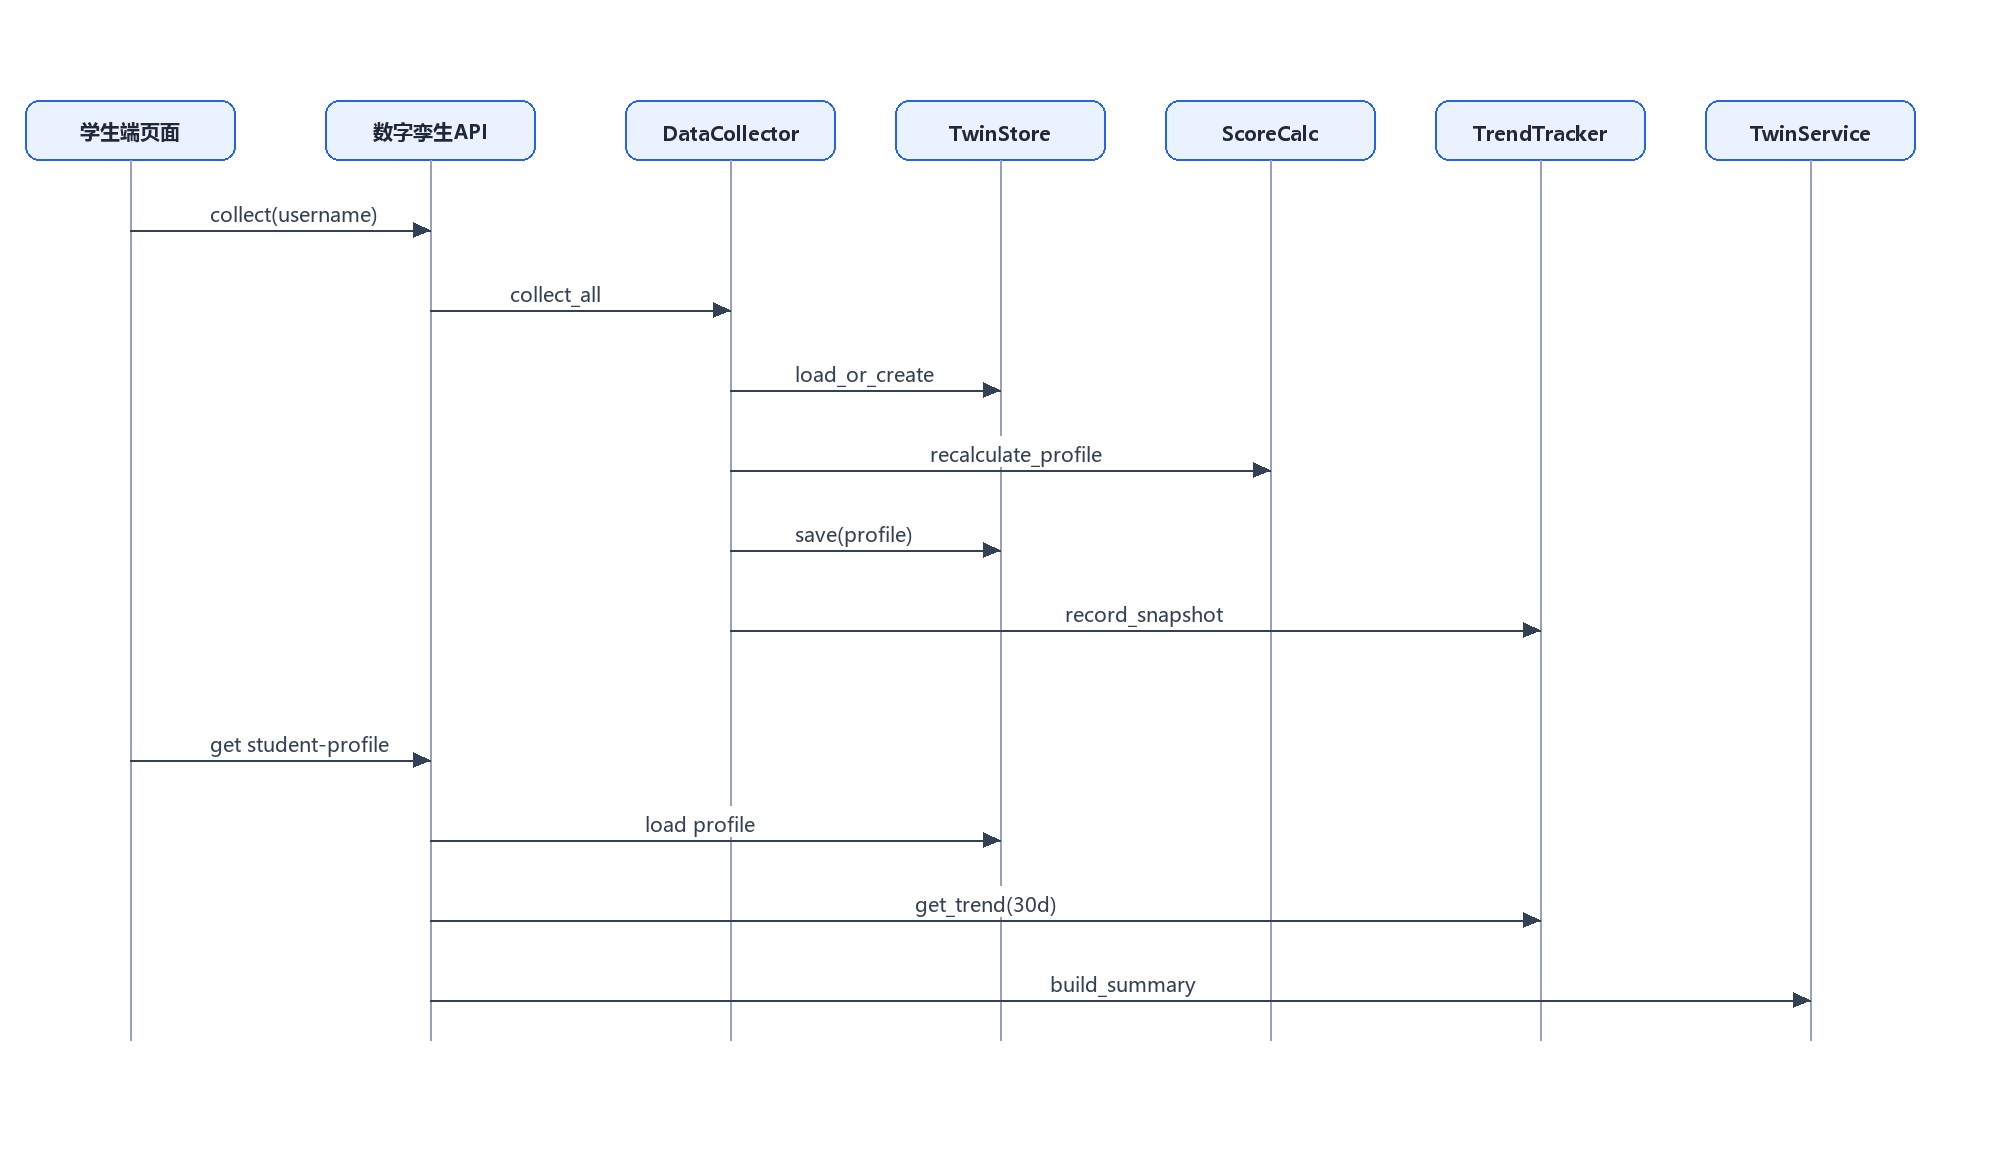 学生端页面
数字孪生API
DataCollector
TwinStore
ScoreCalc
TrendTracker
TwinService
collect(username)
collect_all
load_or_create
recalculate_profile
save(profile)
record_snapshot
get student-profile
load profile
get_trend(30d)
build_summary